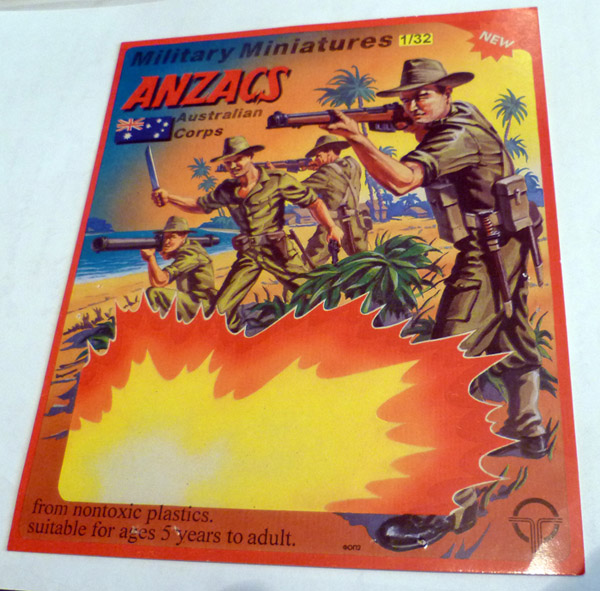 Military Miniatures 1/32
NEW
ANZACS
Australian
Corps
from nontoxic plastics.
suitable for ages 5 years to adult.